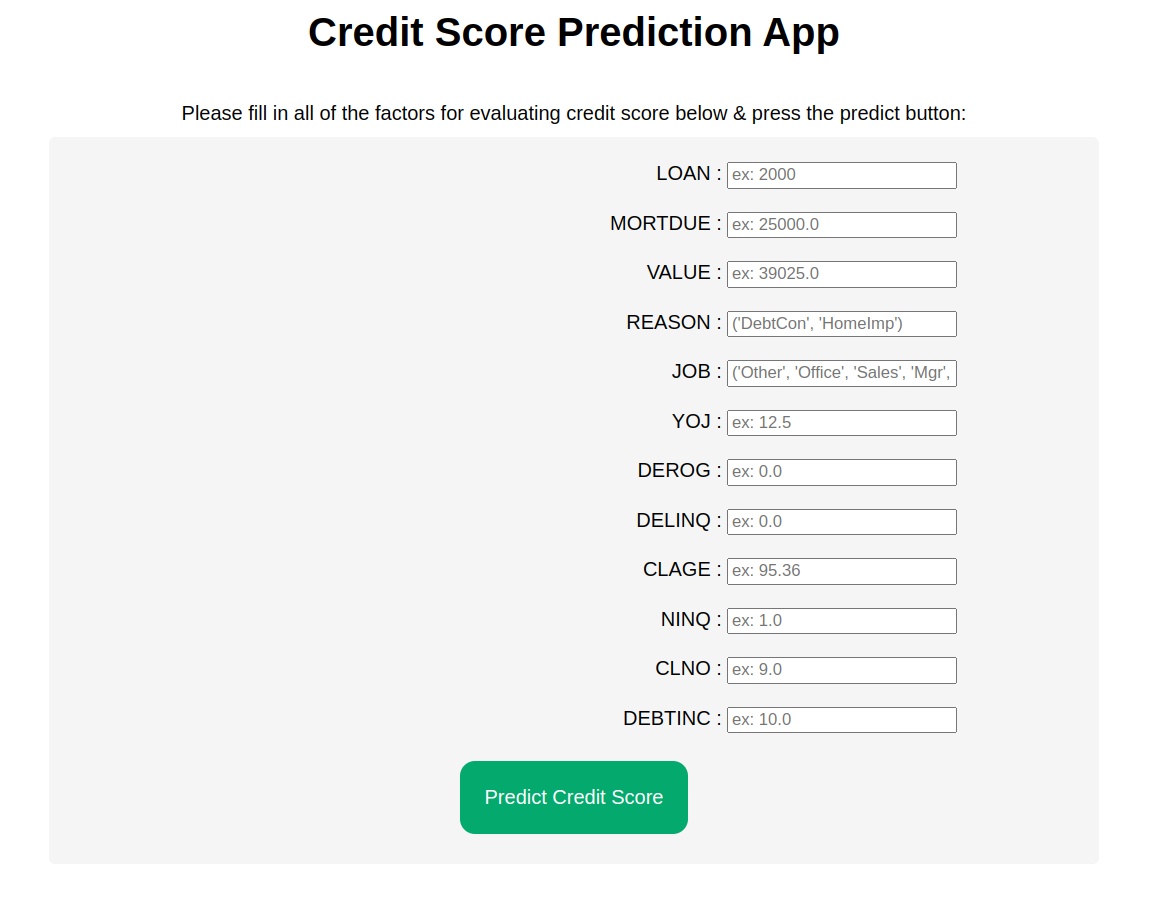 Credit Score Prediction App
Please fill in all of the factors for evaluating credit score below & press the predict button:
LOAN : ex: 2000
MORTDUE : ex: 25000.0
VALUE : ex: 39025.0
REASON : ('DebtCon', 'HomeImp')
JOB : ('Other', 'Office', 'Sales', 'Mgr',
YOJ : ex: 12.5
DEROG : ex: 0.0
DELINQ : ex: 0.0
CLAGE : ex: 95.36
NINQ : ex: 1.0
CLNO : ex: 9.0
DEBTINC : ex: 10.0
Predict Credit Score